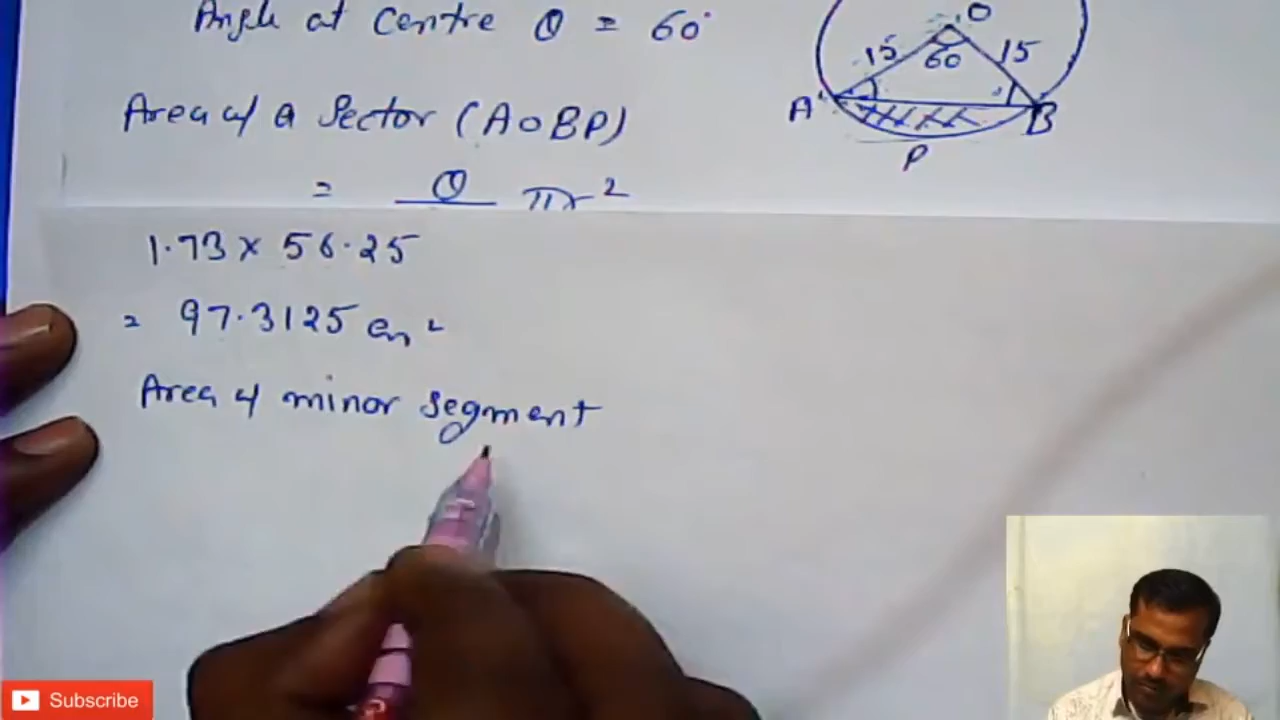 Angle at Centre θ = 60°
O
15 60 15
A B
P
Area of a Sector (AOBP)
= θ πr²
1.73 × 56.25
= 97.3125 cm²
Area of minor segment
Subscribe